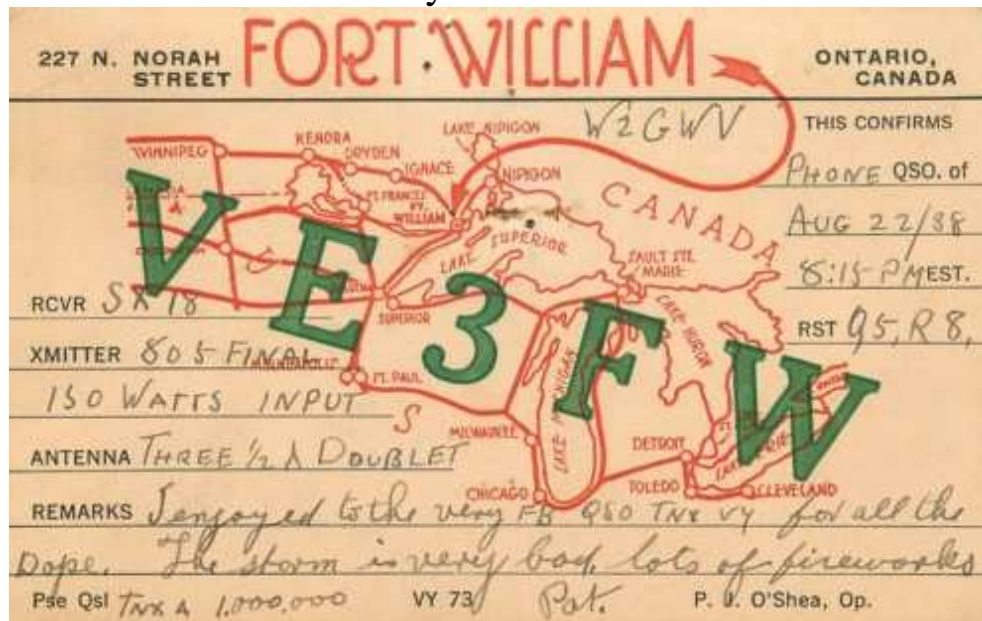 227 N. NORAH STREET
FORT·WILLIAM
ONTARIO, CANADA
W2GWV
THIS CONFIRMS
PHONE QSO. of
AUG 22/38
8:15 PM EST.
RST Q5, R8,
WINNIPEG
KENORA
DRYDEN
IGNACE
LAKE NIPIGON
NIPIGON
FT. FRANCES
FT. WILLIAM
CANADA
LAKE SUPERIOR
SAULT STE. MARIE
SUPERIOR
LAKE HURON
LAKE MICHIGAN
ST. PAUL
S
MILWAUKEE
CHICAGO
DETROIT
TOLEDO
CLEVELAND
VE3FW
RCVR SX 18
XMITTER 805 FINAL
150 WATTS INPUT
ANTENNA THREE 1/2 λ DOUBLET
REMARKS I enjoyed to the very FB QSO TNX VY for all the
Dope. The storm is very bad, lots of fireworks
Pse Qsl TNX A 1,000,000 VY 73 Pat. P. J. O'Shea, Op.